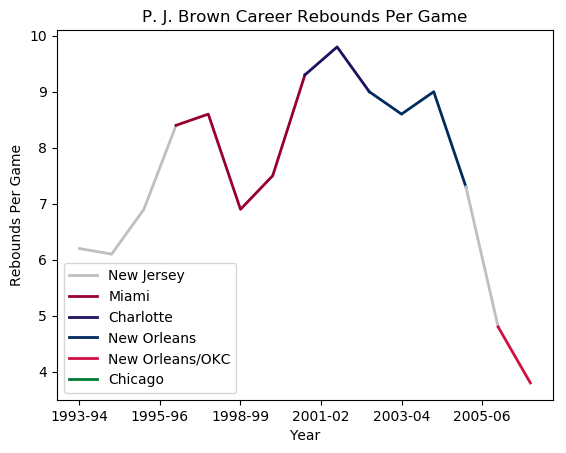 P. J. Brown Career Rebounds Per Game
10
9
8
7
6
5
4
Rebounds Per Game
New Jersey
Miami
Charlotte
New Orleans
New Orleans/OKC
Chicago
1993-94 1995-96 1998-99 2001-02 2003-04 2005-06
Year